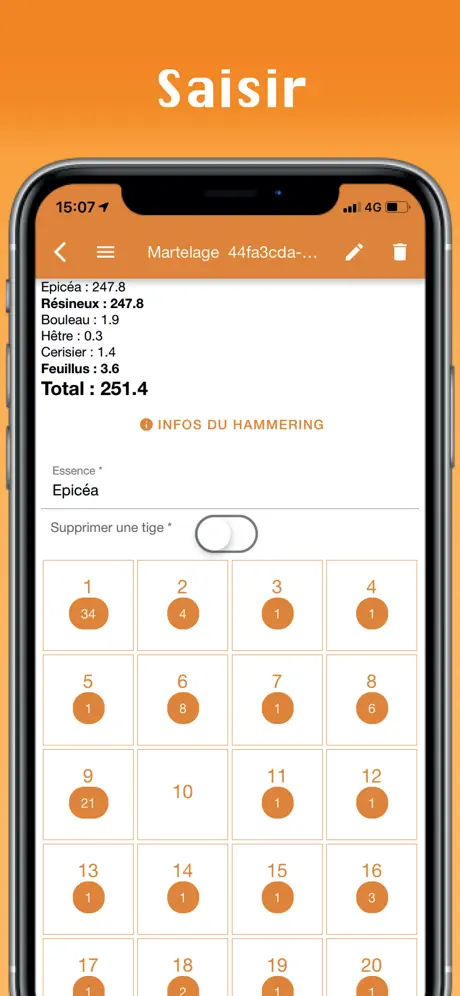 Saisir
15:07
4G
Martelage 44fa3cda-...
Epicéa : 247.8
Résineux : 247.8
Bouleau : 1.9
Hêtre : 0.3
Cerisier : 1.4
Feuillus : 3.6
Total : 251.4
INFOS DU HAMMERING
Essence *
Epicéa
Supprimer une tige *
1 2 3 4
34 4 1 1
5 6 7 8
1 8 1 6
9 10 11 12
21 1 1
13 14 15 16
1 1 1 3
17 18 19 20
1 2 1 1